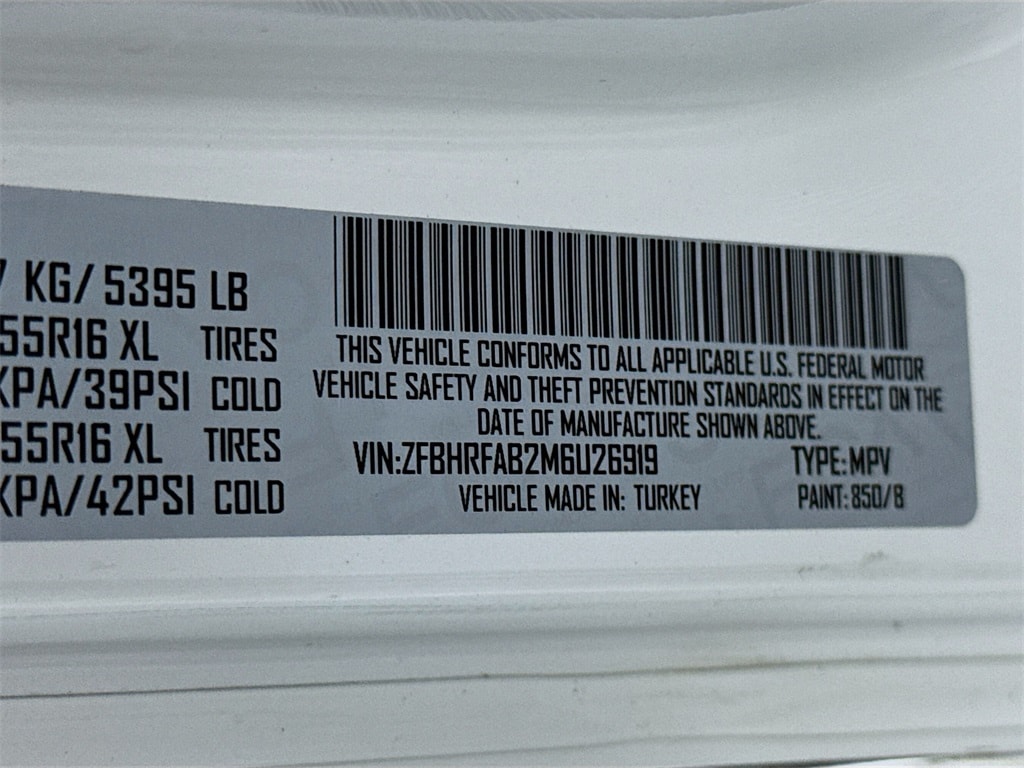 7 KG/ 5395 LB
55R16 XL TIRES
KPA/39PSI COLD
55R16 XL TIRES
KPA/42PSI COLD
THIS VEHICLE CONFORMS TO ALL APPLICABLE U.S. FEDERAL MOTOR
VEHICLE SAFETY AND THEFT PREVENTION STANDARDS IN EFFECT ON THE
DATE OF MANUFACTURE SHOWN ABOVE.
VIN:ZFBHRFAB2M6U26919 TYPE:MPV
VEHICLE MADE IN: TURKEY PAINT: 850/B